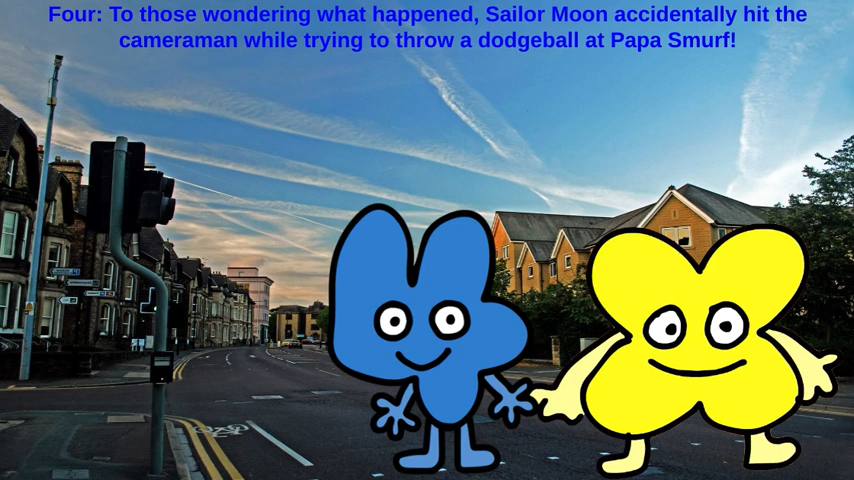 Four: To those wondering what happened, Sailor Moon accidentally hit the
cameraman while trying to throw a dodgeball at Papa Smurf!